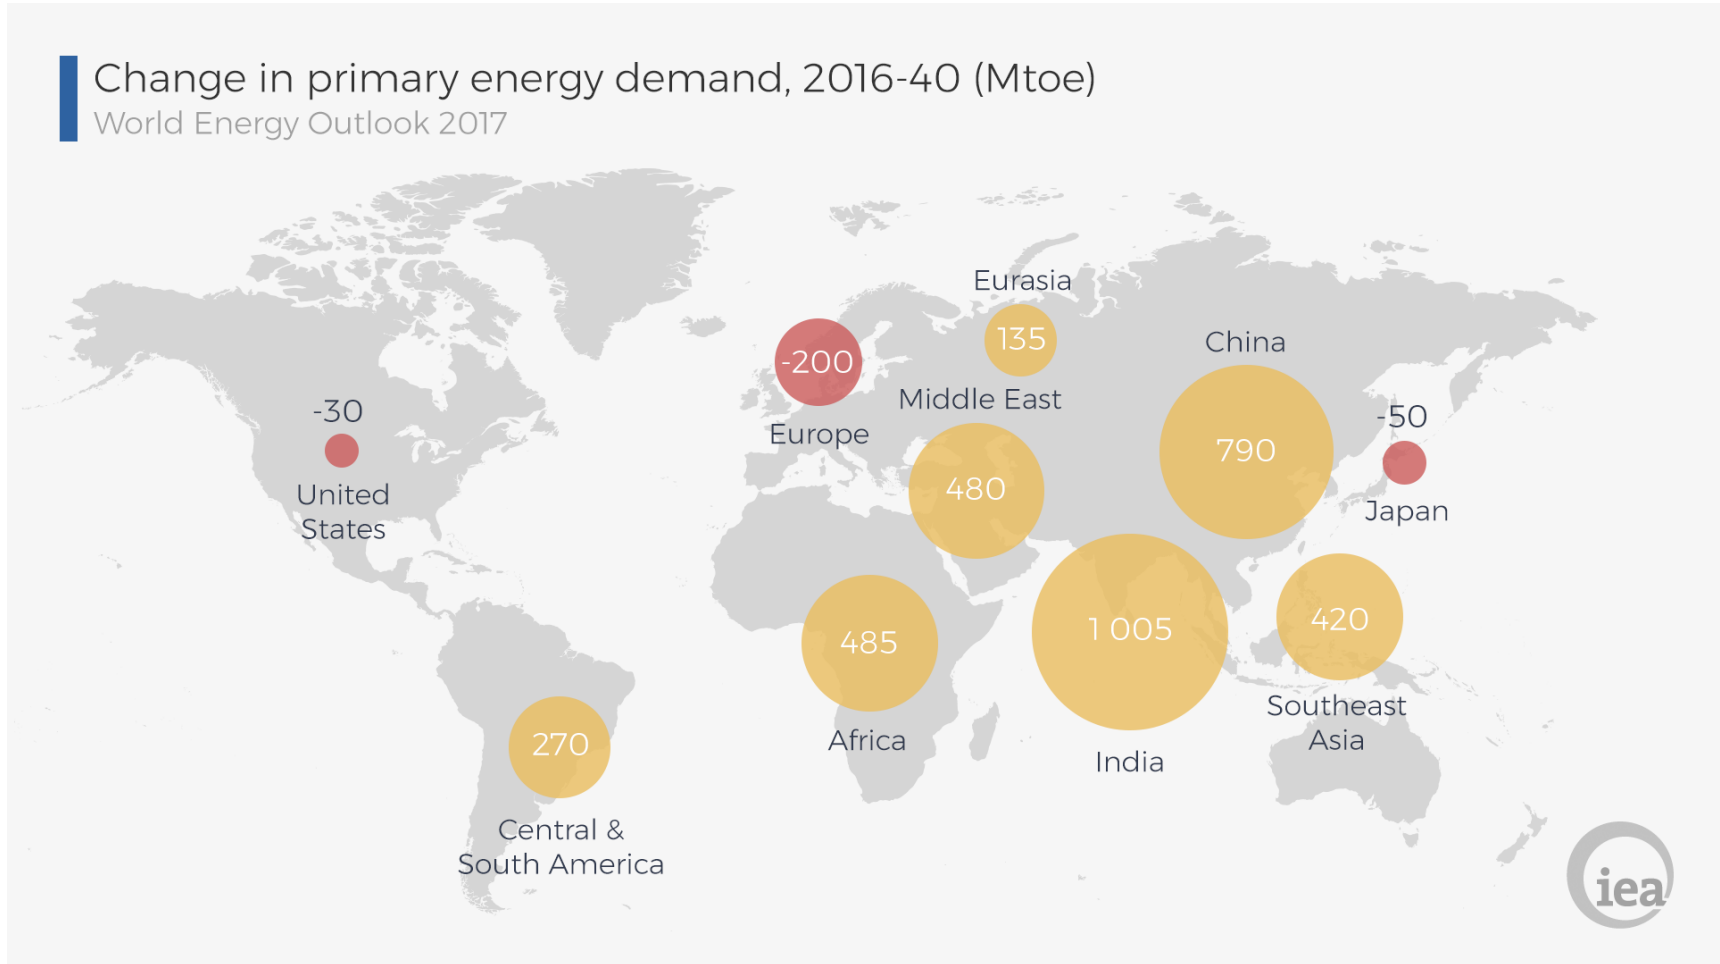 Change in primary energy demand, 2016-40 (Mtoe)
World Energy Outlook 2017
Eurasia
135
China
790
-200
Europe
Middle East
480
-30
United
States
-50
Japan
485
Africa
1 005
India
420
Southeast
Asia
270
Central &
South America
iea